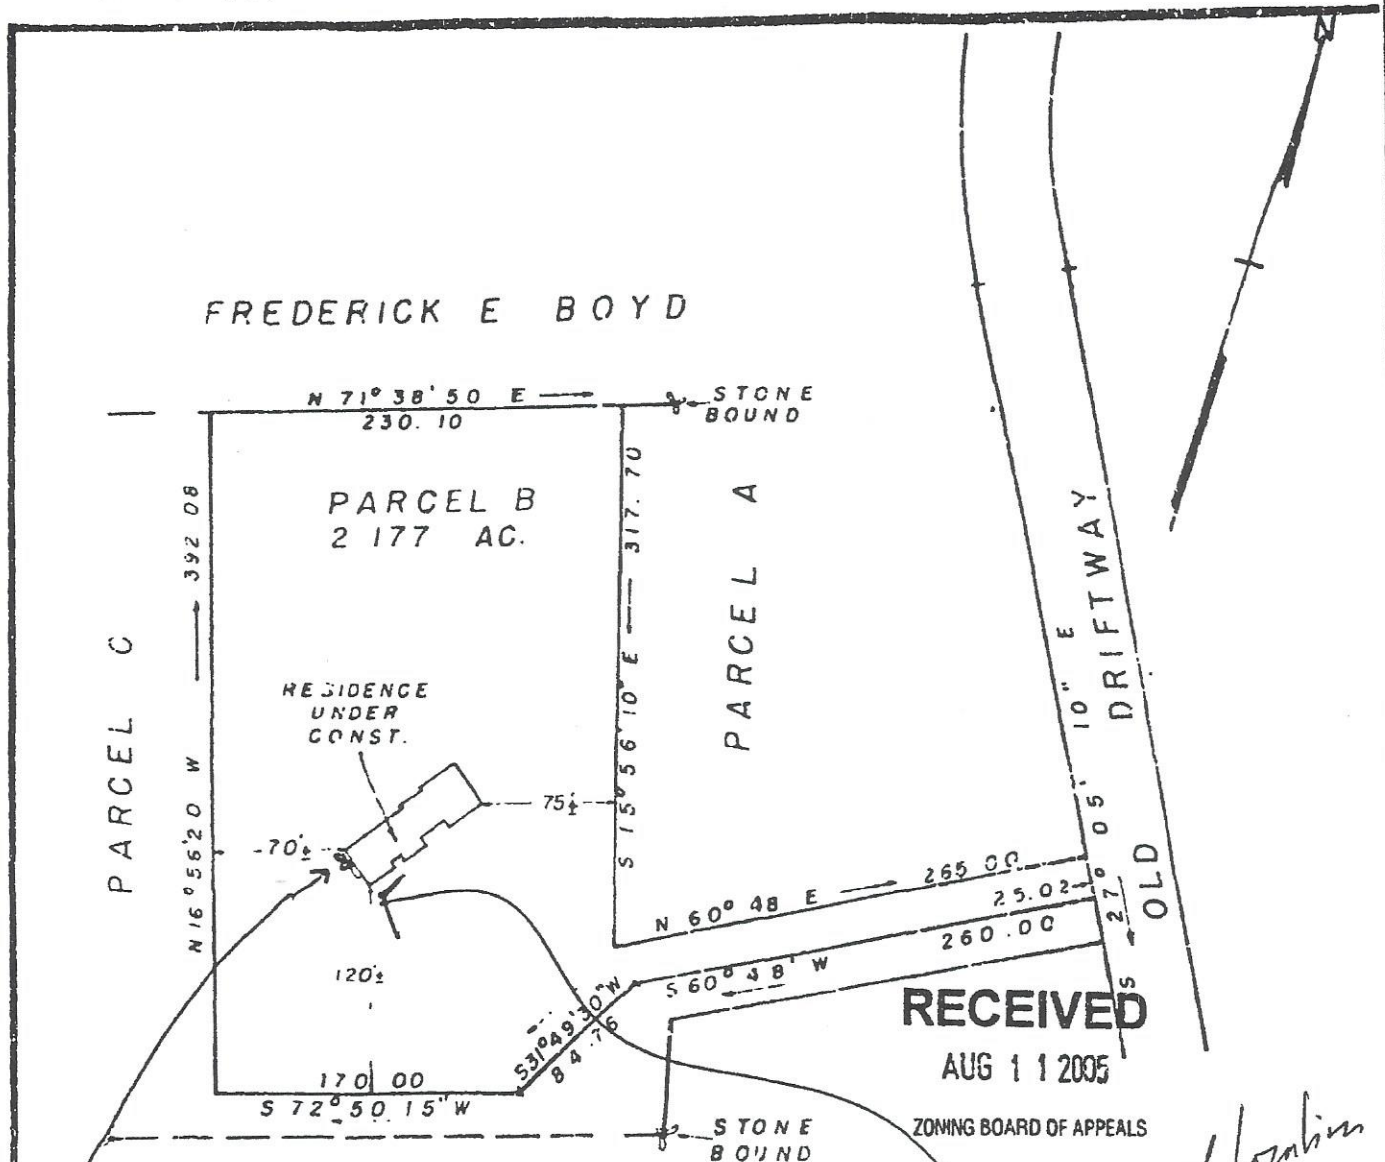 FREDERICK E BOYD
N 71° 38' 50 E
230.10
STONE
BOUND
PARCEL B
2 177 AC.
392 08
N 16° 56' 20 W
317.70
S 15° 56' 10" E
PARCEL A
PARCEL C
RESIDENCE
UNDER
CONST.
75±
70±
120±
N 60° 48 E
265 00
25.02
S 60° 48' W
260.00
S 27° 05' 10" E
OLD DRIFTWAY
S31°49'30"W
84.76
170 00
S 72° 50 15" W
STONE
BOUND
RECEIVED
AUG 11 2005
ZONING BOARD OF APPEALS